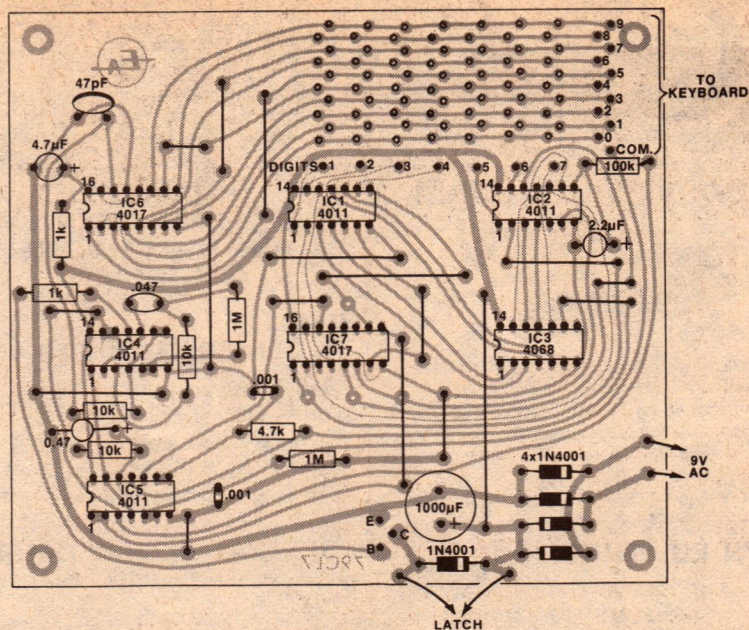 9
8
7
6
5
4
3
2
1
0
TO
KEYBOARD
COM.
EA
47pF
4.7µF
+
DIGITS 1 2 3 4 5 6 7
100k
16
IC6
4017
1
14
IC1
4011
1
14
IC2
4011
1
2.2µF
+
1k
1k
.047
1M
14
IC4
4011
1
10k
16
IC7
4017
1
14
IC3
4068
1
.001
10k
0.47
+
10k
4.7k
1M
IC5
4011
1
.001
1000µF
+
E
C
B
4x1N4001
9V
AC
1N4001
79CL7
LATCH